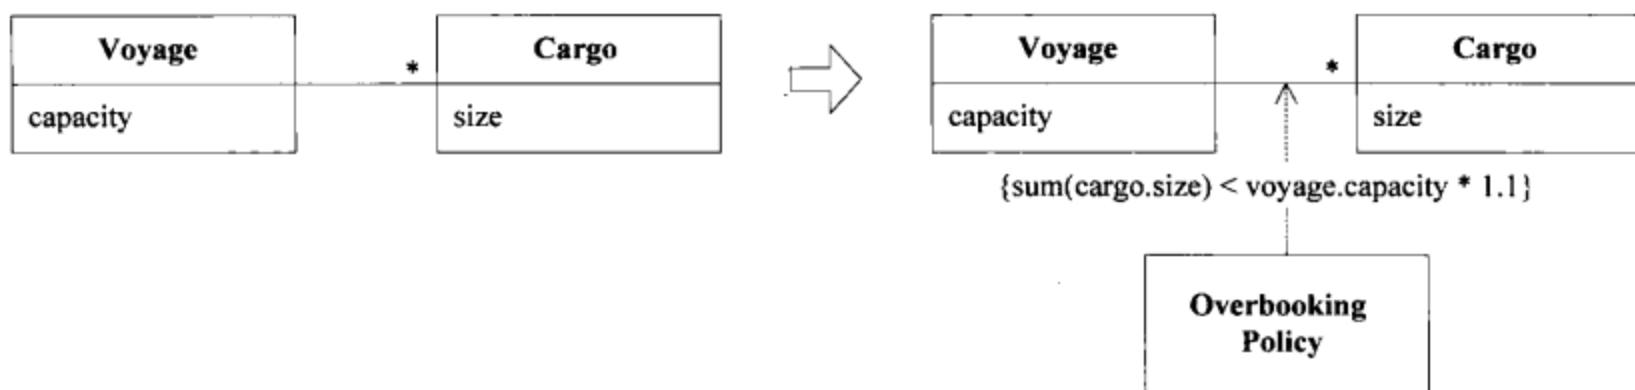 Voyage
*
Cargo
capacity
size
Voyage
*
Cargo
capacity
size
{sum(cargo.size) < voyage.capacity * 1.1}
Overbooking
Policy